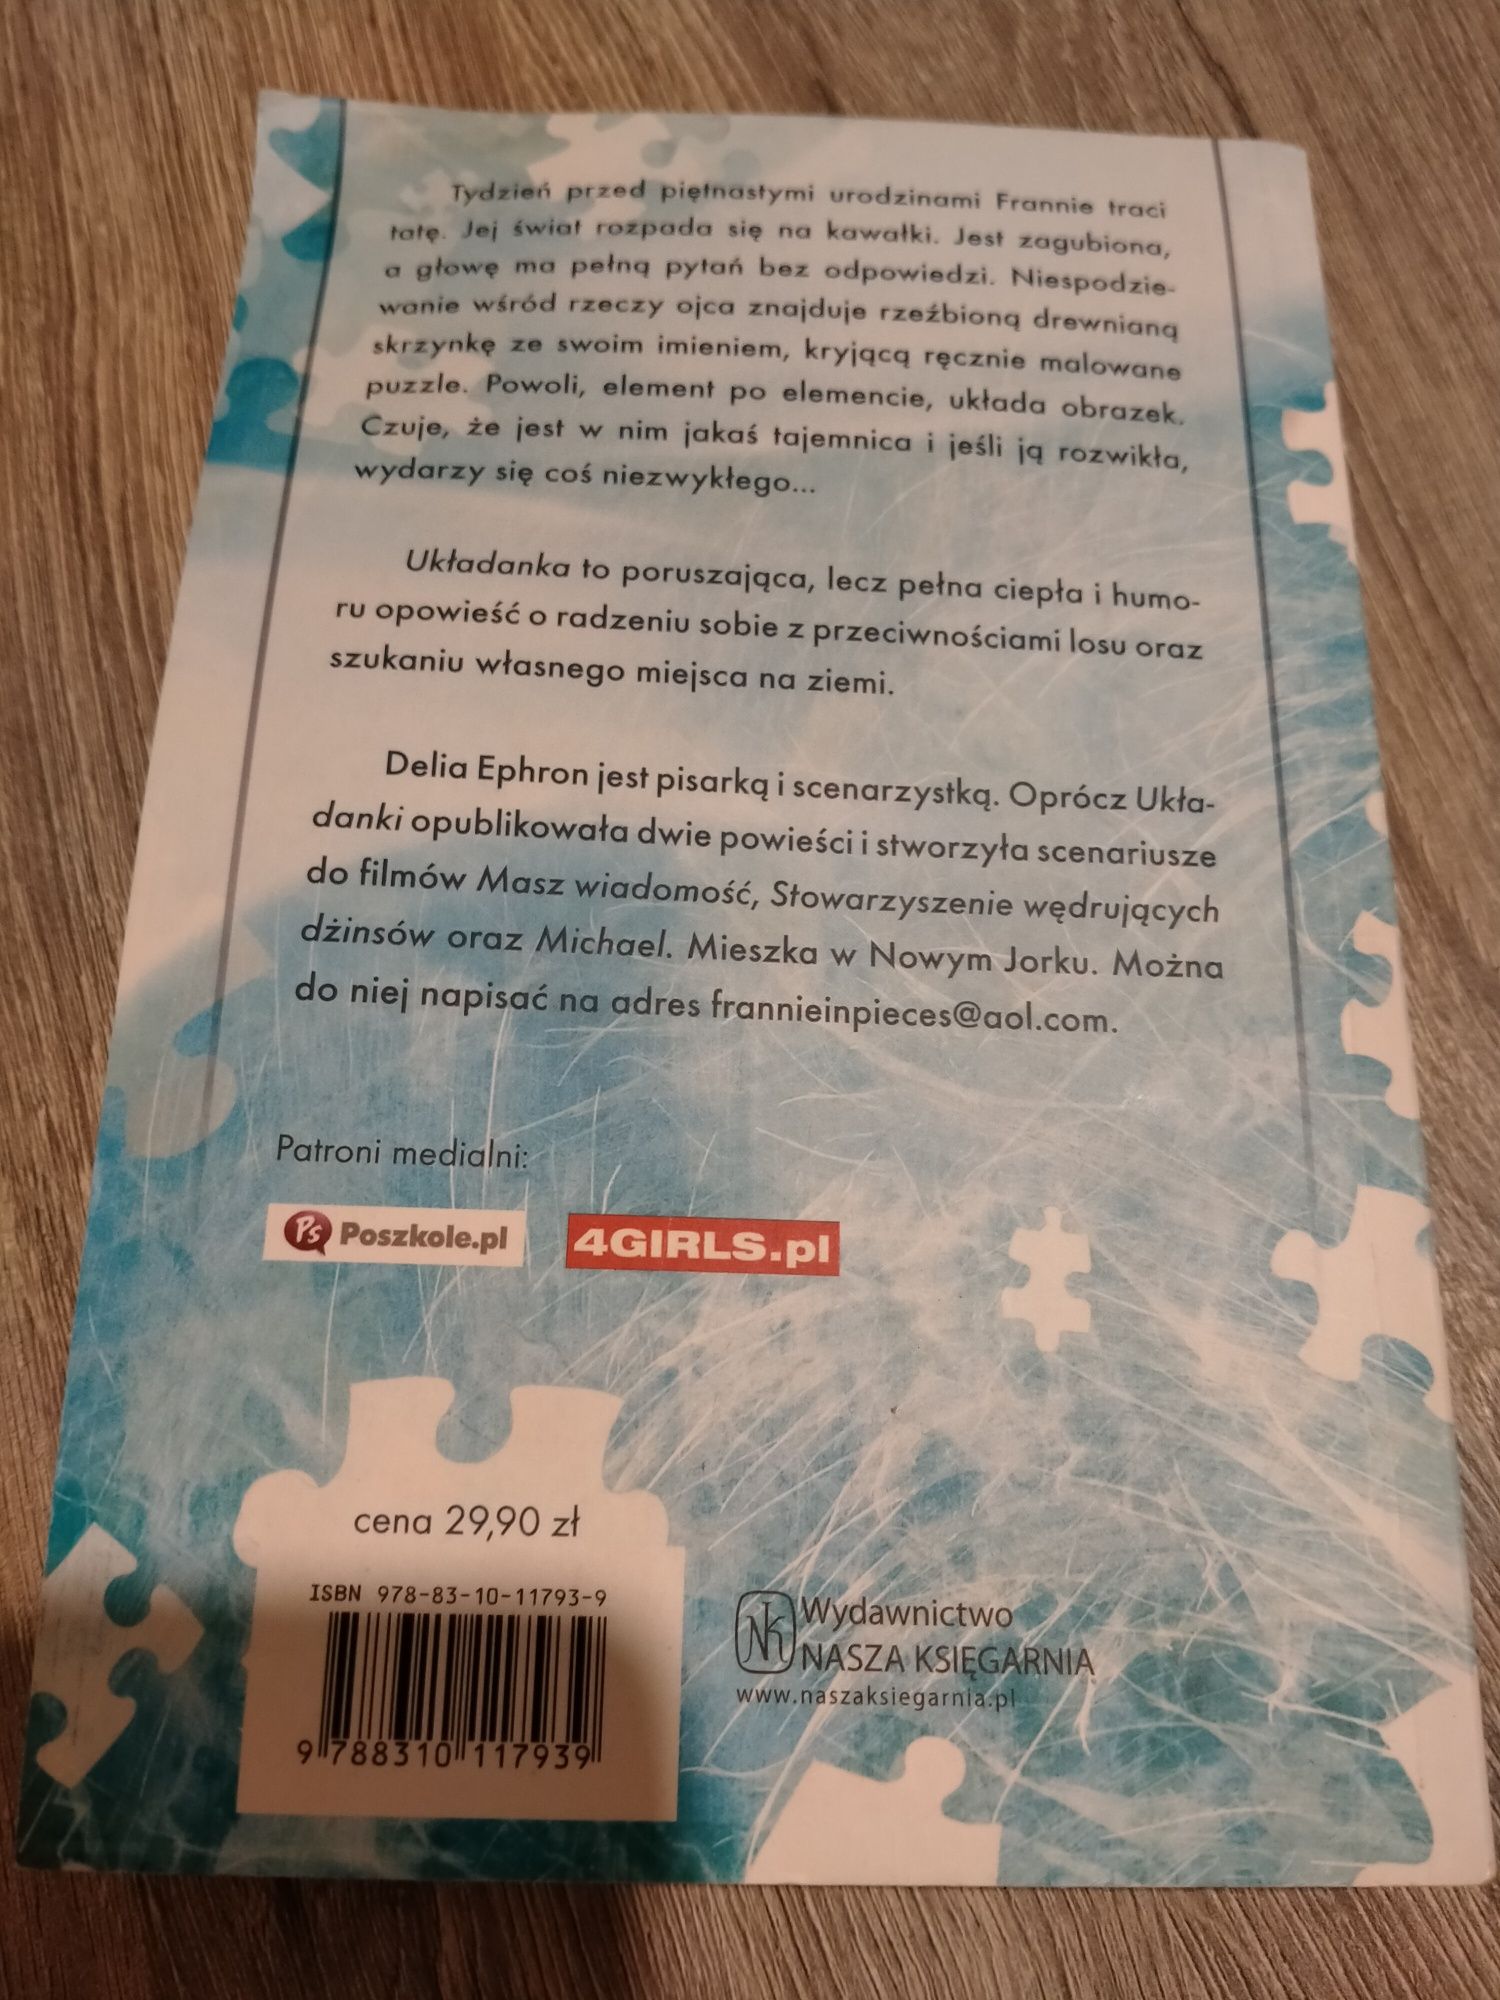 Tydzień przed piętnastymi urodzinami Frannie traci
tatę. Jej świat rozpada się na kawałki. Jest zagubiona,
a głowę ma pełną pytań bez odpowiedzi. Niespodzie-
wanie wśród rzeczy ojca znajduje rzeźbioną drewnianą
skrzynkę ze swoim imieniem, kryjącą ręcznie malowane
puzzle. Powoli, element po elemencie, układa obrazek.
Czuje, że jest w nim jakaś tajemnica i jeśli ją rozwikła,
wydarzy się coś niezwykłego...
Układanka to poruszająca, lecz pełna ciepła i humo-
ru opowieść o radzeniu sobie z przeciwnościami losu oraz
szukaniu własnego miejsca na ziemi.
Delia Ephron jest pisarką i scenarzystką. Oprócz Ukła-
danki opublikowała dwie powieści i stworzyła scenariusze
do filmów Masz wiadomość, Stowarzyszenie wędrujących
dżinsów oraz Michael. Mieszka w Nowym Jorku. Można
do niej napisać na adres frannieinpieces@aol.com.
Patroni medialni:
Ps Poszkole.pl
4GIRLS.pl
cena 29,90 zł
ISBN 978-83-10-11793-9
9 788310 117939
NK Wydawnictwo
NASZA KSIĘGARNIA
www.naszaksiegarnia.pl